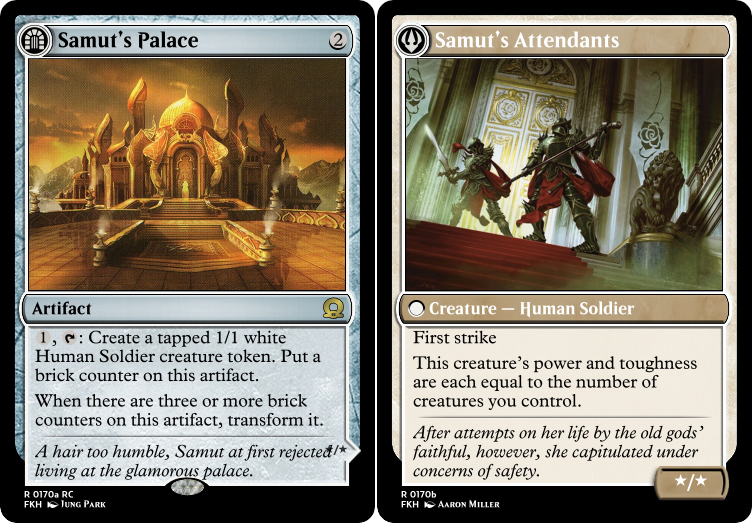 Samut's Palace
2
Artifact
1, T: Create a tapped 1/1 white
Human Soldier creature token. Put a
brick counter on this artifact.
When there are three or more brick
counters on this artifact, transform it.
A hair too humble, Samut at first rejected
living at the glamorous palace.
★/★
R 0170a RC
FKH Jung Park
Samut's Attendants
Creature — Human Soldier
First strike
This creature's power and toughness
are each equal to the number of
creatures you control.
After attempts on her life by the old gods'
faithful, however, she capitulated under
concerns of safety.
★/★
R 0170b
FKH Aaron Miller